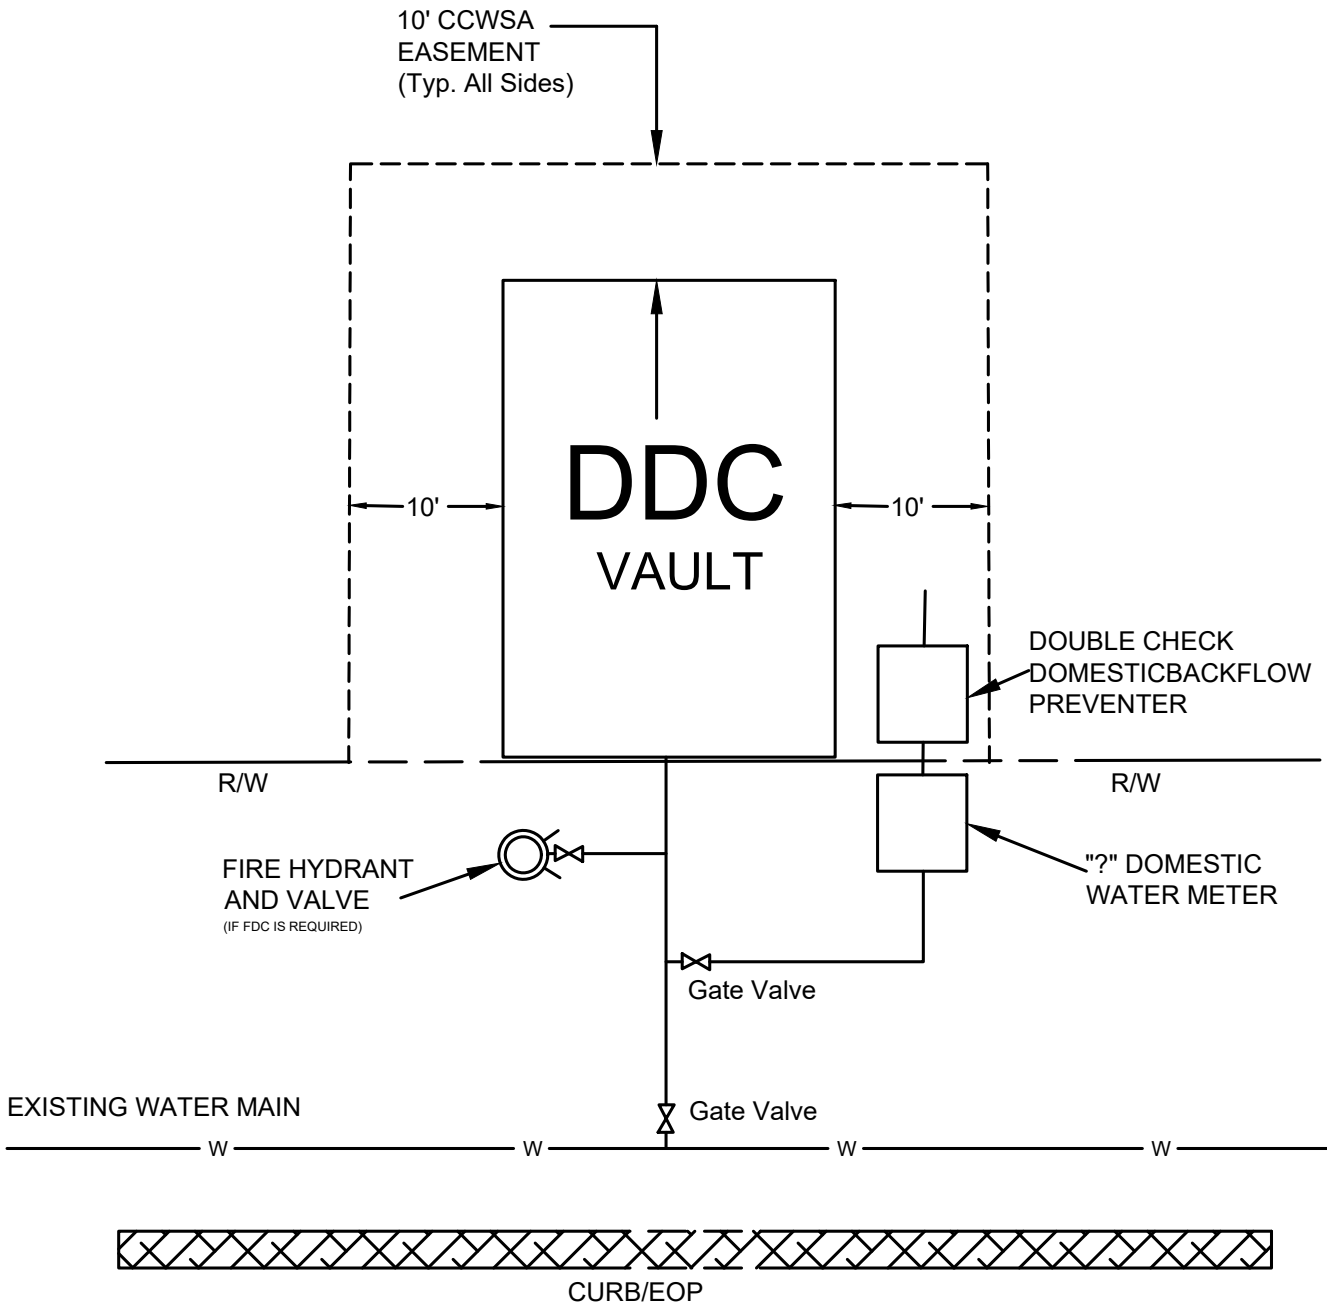 10' CCWSA
EASEMENT
(Typ. All Sides)
DDC
VAULT
10'
10'
DOUBLE CHECK
DOMESTICBACKFLOW
PREVENTER
R/W
R/W
FIRE HYDRANT
AND VALVE
(IF FDC IS REQUIRED)
"?" DOMESTIC
WATER METER
Gate Valve
EXISTING WATER MAIN
Gate Valve
W W W W
CURB/EOP